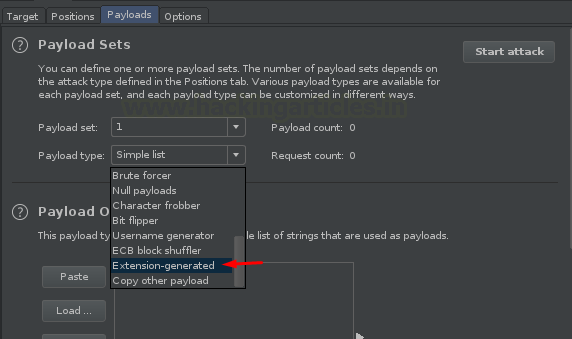 Target Positions Payloads Options
? Payload Sets
Start attack
You can define one or more payload sets. The number of payload sets depends on
the attack type defined in the Positions tab. Various payload types are available for
each payload set, and each payload type can be customized in different ways.
www.hackingarticles.in
Payload set: 1 Payload count: 0
Payload type: Simple list Request count: 0
Brute forcer
Null payloads
Character frobber
Bit flipper
? Payload O
Username generator
This payload ty le list of strings that are used as payloads.
ECB block shuffler
Extension-generated
Paste
Copy other payload
Load ...